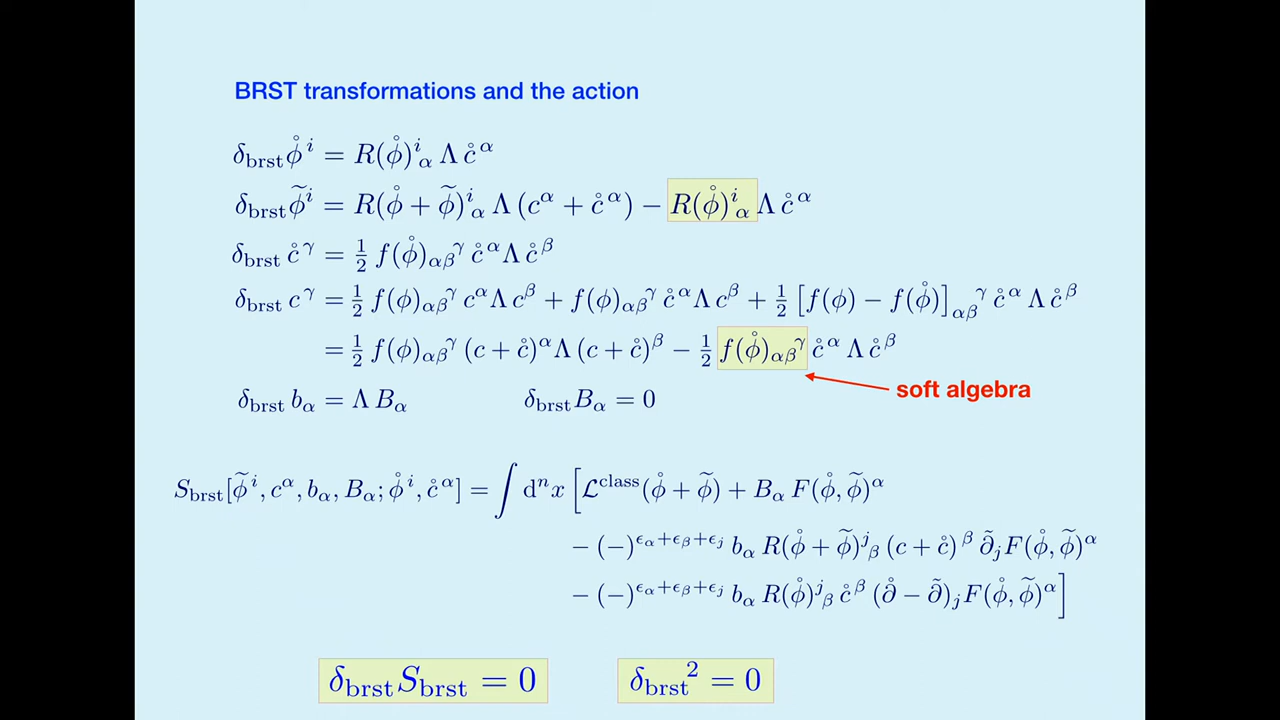 BRST transformations and the action
δ_brst φ̊^i = R(φ̊)^i_α Λ c̊^α
δ_brst φ̃^i = R(φ̊ + φ̃)^i_α Λ (c^α + c̊^α) − R(φ̊)^i_α Λ c̊^α
δ_brst c̊^γ = ½ f(φ̊)_αβ^γ c̊^α Λ c̊^β
δ_brst c^γ = ½ f(φ)_αβ^γ c^α Λ c^β + f(φ)_αβ^γ c̊^α Λ c^β + ½ [f(φ) − f(φ̊)]_αβ^γ c̊^α Λ c̊^β
= ½ f(φ)_αβ^γ (c + c̊)^α Λ (c + c̊)^β − ½ f(φ̊)_αβ^γ c̊^α Λ c̊^β
soft algebra
δ_brst b_α = Λ B_α δ_brst B_α = 0
S_brst[φ̃^i, c^α, b_α, B_α; φ̊^i, c̊^α] = ∫ d^n x [ℒ^class(φ̊ + φ̃) + B_α F(φ̊, φ̃)^α
− (−)^{ϵ_α+ϵ_β+ϵ_j} b_α R(φ̊ + φ̃)^j_β (c + c̊)^β ∂̃_j F(φ̊, φ̃)^α
− (−)^{ϵ_α+ϵ_β+ϵ_j} b_α R(φ̊)^j_β c̊^β (∂̊ − ∂̃)_j F(φ̊, φ̃)^α]
δ_brst S_brst = 0 δ_brst² = 0